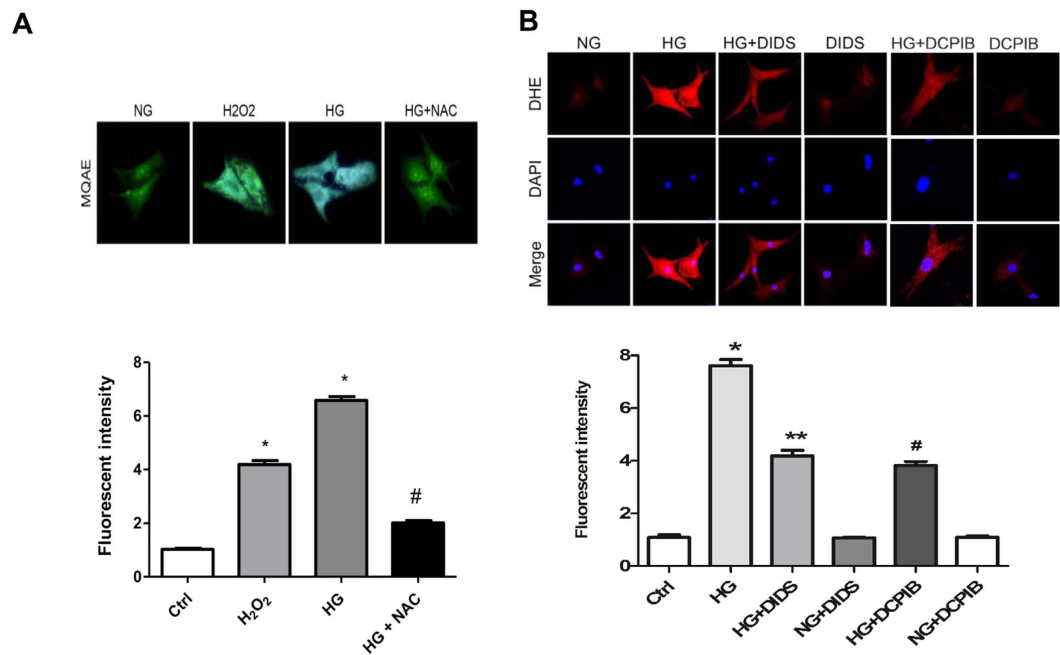 A
NG H2O2 HG HG+NAC
MQAE
Fluorescent intensity
8
6
4
2
0
*
*
#
Ctrl
H₂O₂
HG
HG + NAC
B
NG HG HG+DIDS DIDS HG+DCPIB DCPIB
DHE
DAPI
Merge
Fluorescent intensity
8
6
4
2
0
*
**
#
Ctrl
HG
HG+DIDS
NG+DIDS
HG+DCPIB
NG+DCPIB